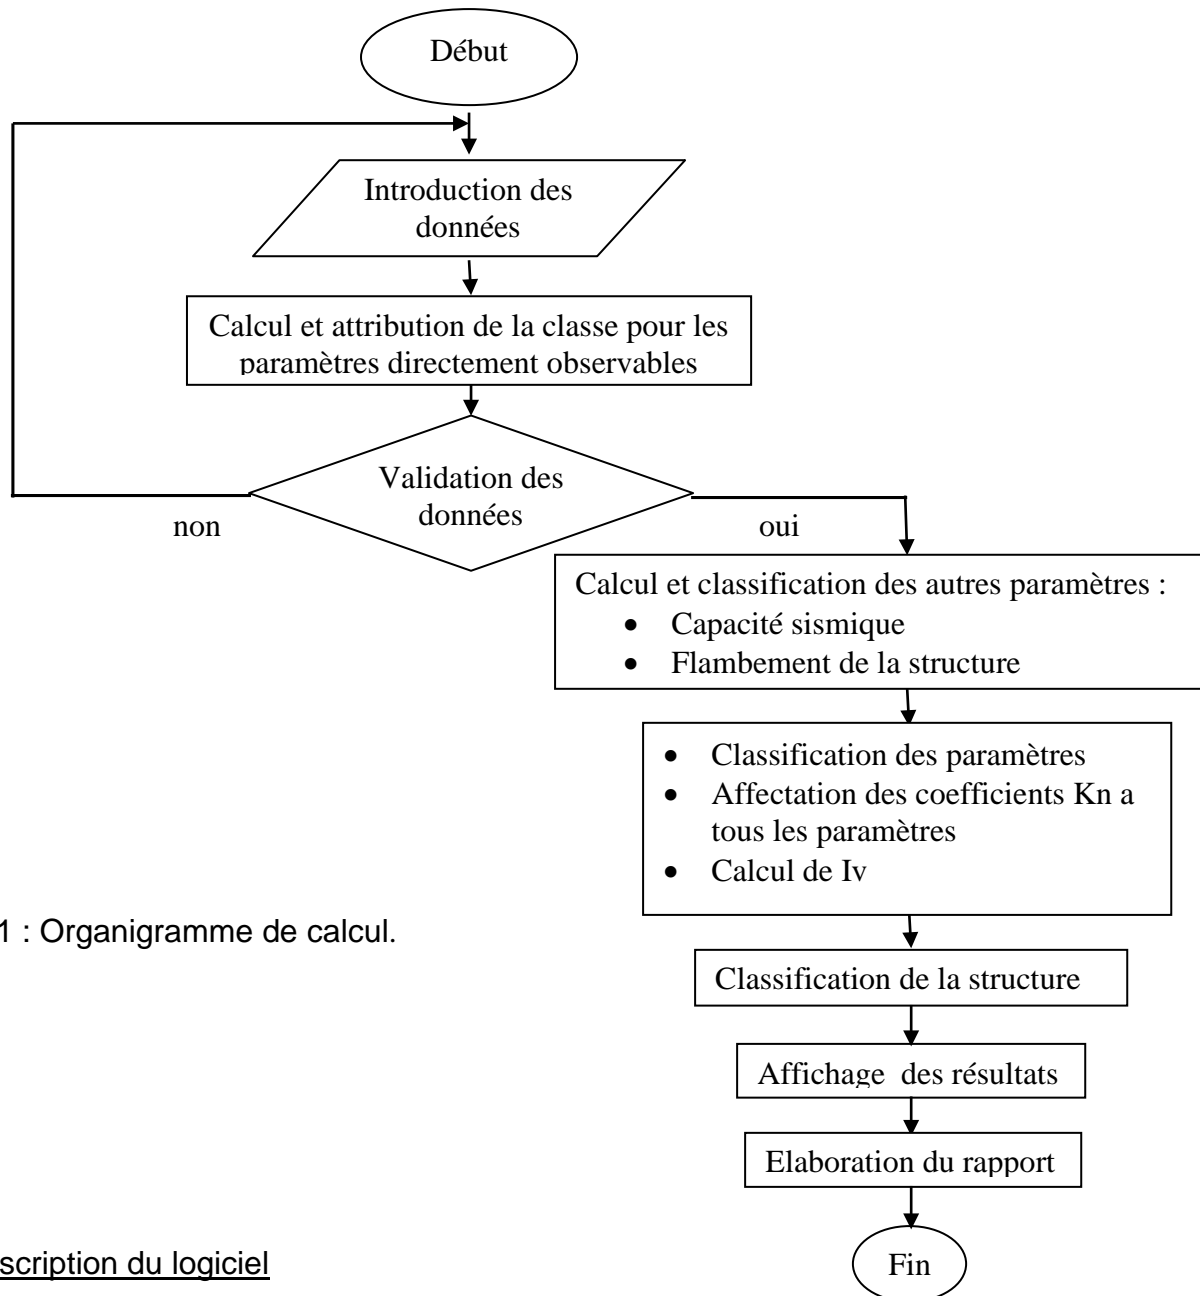 Début
Introduction des
données
Calcul et attribution de la classe pour les
paramètres directement observables
Validation des
données
non
oui
Calcul et classification des autres paramètres :
• Capacité sismique
• Flambement de la structure
• Classification des paramètres
• Affectation des coefficients Kn a
tous les paramètres
• Calcul de Iv
1 : Organigramme de calcul.
Classification de la structure
Affichage des résultats
Elaboration du rapport
scription du logiciel
Fin